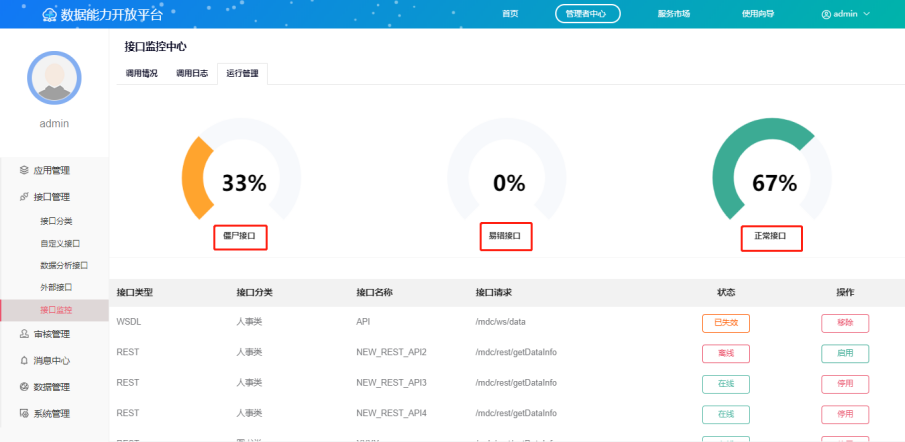 数据能力开放平台 首页 管理者中心 服务市场 使用向导 admin
接口监控中心
调用情况 调用日志 运行管理
admin
33% 0% 67%
僵尸接口 易错接口 正常接口
应用管理
接口管理
接口分类
自定义接口
数据分析接口
外部接口
接口监控
审核管理
消息中心
数据管理
系统管理
接口类型 接口分类 接口名称 接口请求 状态 操作
WSDL 人事类 API /mdc/ws/data 已失效 移除
REST 人事类 NEW_REST_API2 /mdc/rest/getDataInfo 离线 启用
REST 人事类 NEW_REST_API3 /mdc/rest/getDataInfo 在线 停用
REST 人事类 NEW_REST_API4 /mdc/rest/getDataInfo 在线 停用